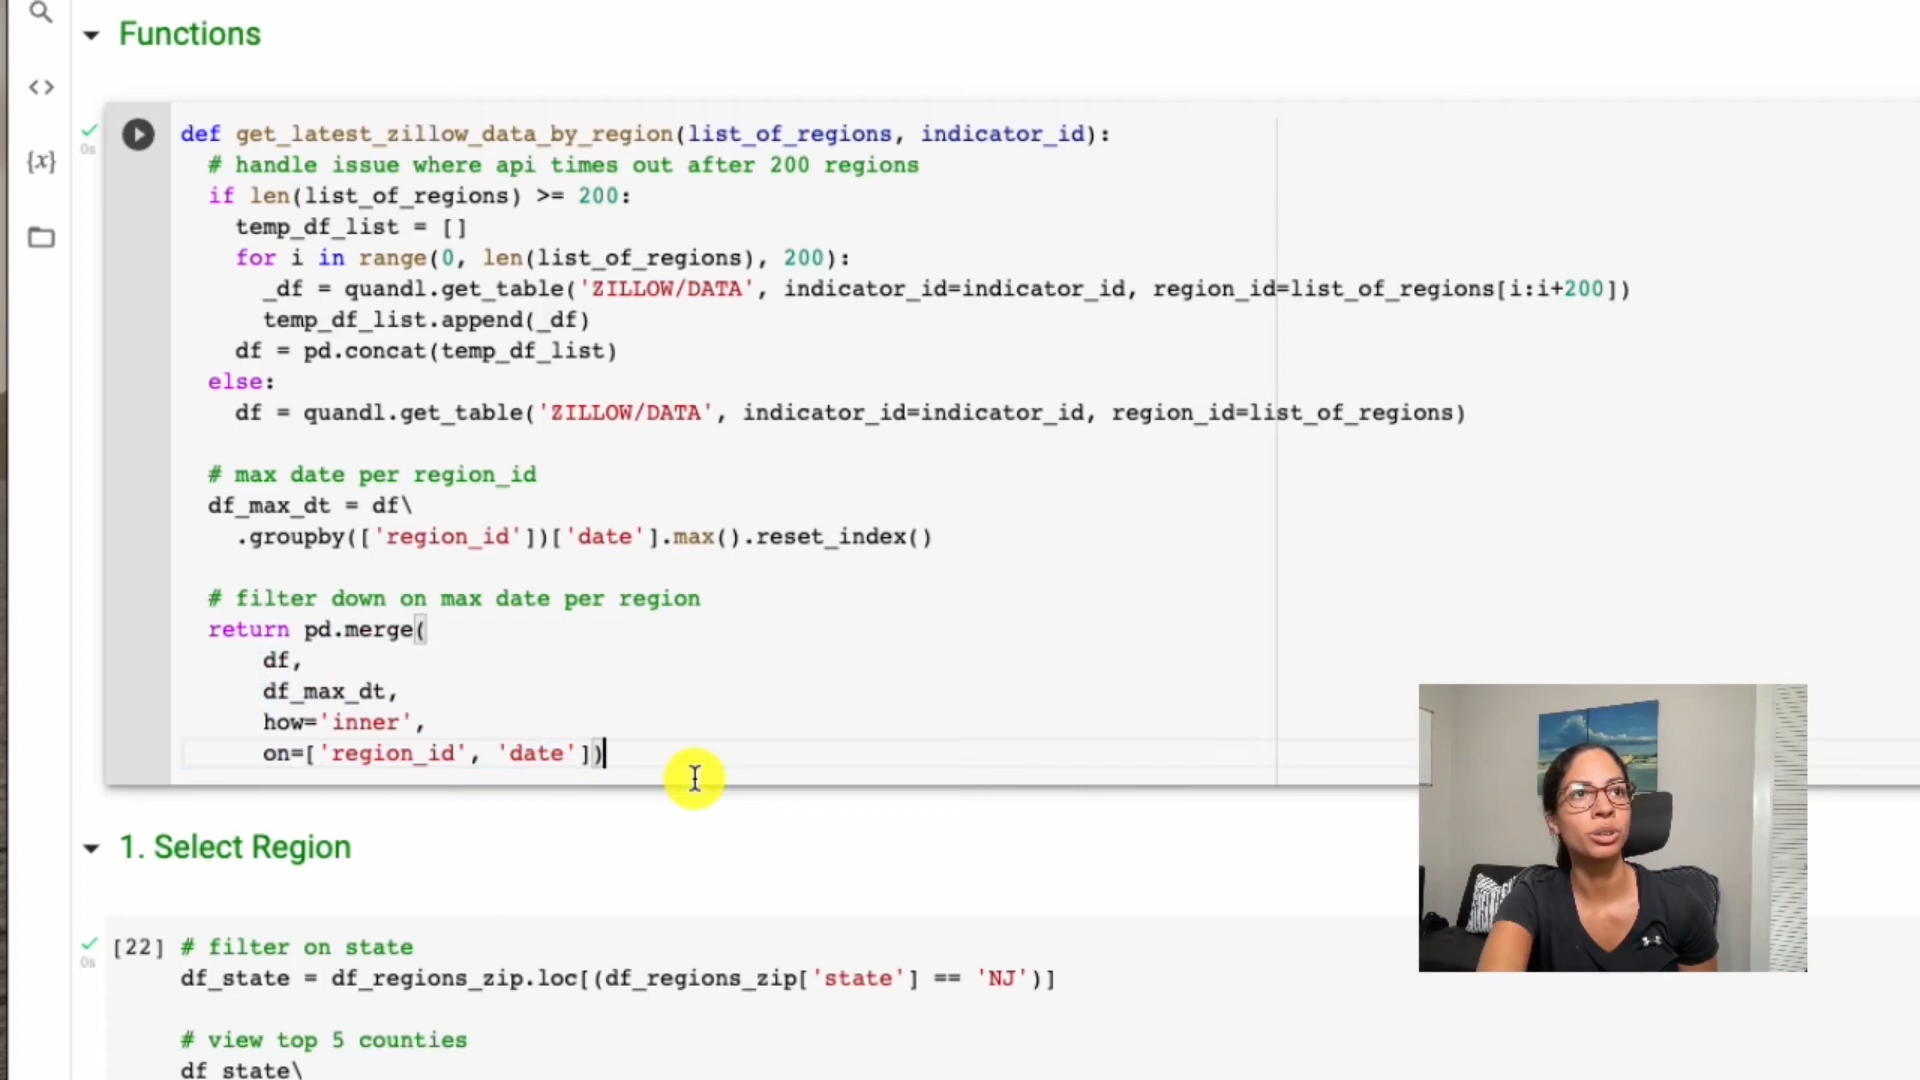 Functions
def get_latest_zillow_data_by_region(list_of_regions, indicator_id):
# handle issue where api times out after 200 regions
if len(list_of_regions) >= 200:
temp_df_list = []
for i in range(0, len(list_of_regions), 200):
_df = quandl.get_table('ZILLOW/DATA', indicator_id=indicator_id, region_id=list_of_regions[i:i+200])
temp_df_list.append(_df)
df = pd.concat(temp_df_list)
else:
df = quandl.get_table('ZILLOW/DATA', indicator_id=indicator_id, region_id=list_of_regions)
# max date per region_id
df_max_dt = df\
.groupby(['region_id'])['date'].max().reset_index()
# filter down on max date per region
return pd.merge(
df,
df_max_dt,
how='inner',
on=['region_id', 'date'])
0s
{x}
1. Select Region
[22] # filter on state
0s
df_state = df_regions_zip.loc[(df_regions_zip['state'] == 'NJ')]
# view top 5 counties
df_state\